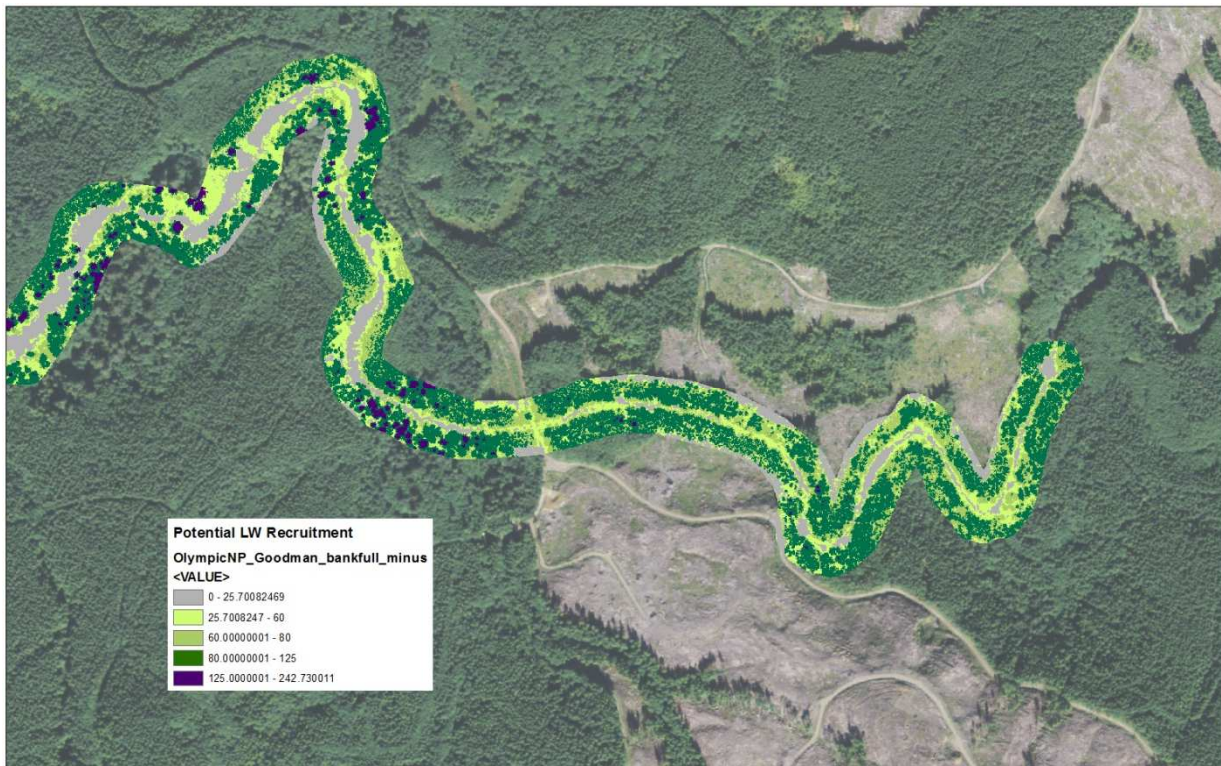 Potential LW Recruitment
OlympicNP_Goodman_bankfull_minus
<VALUE>
0 - 25.70082469
25.7008247 - 60
60.00000001 - 80
80.00000001 - 125
125.0000001 - 242.730011